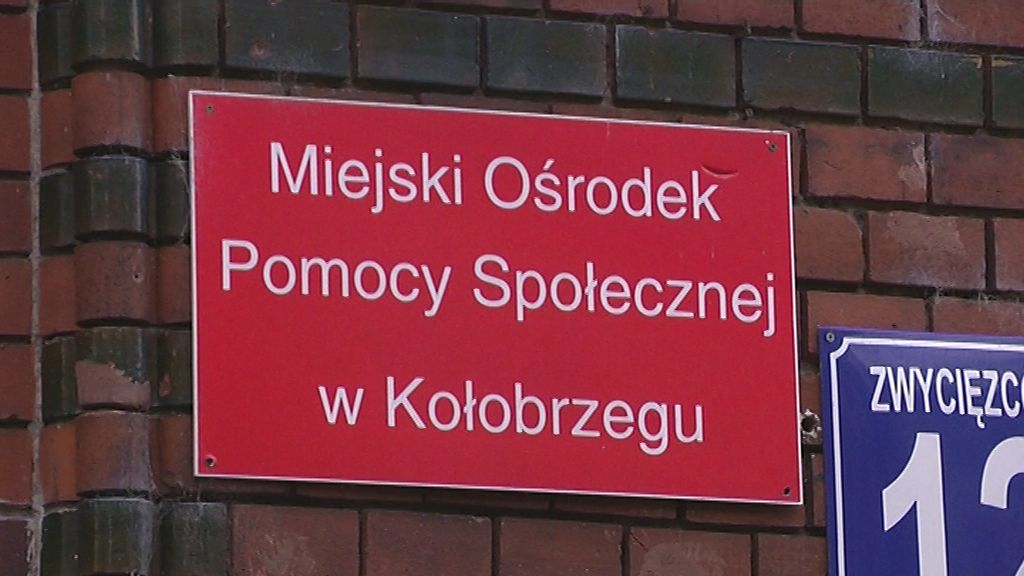 Miejski Ośrodek
Pomocy Społecznej
w Kołobrzegu